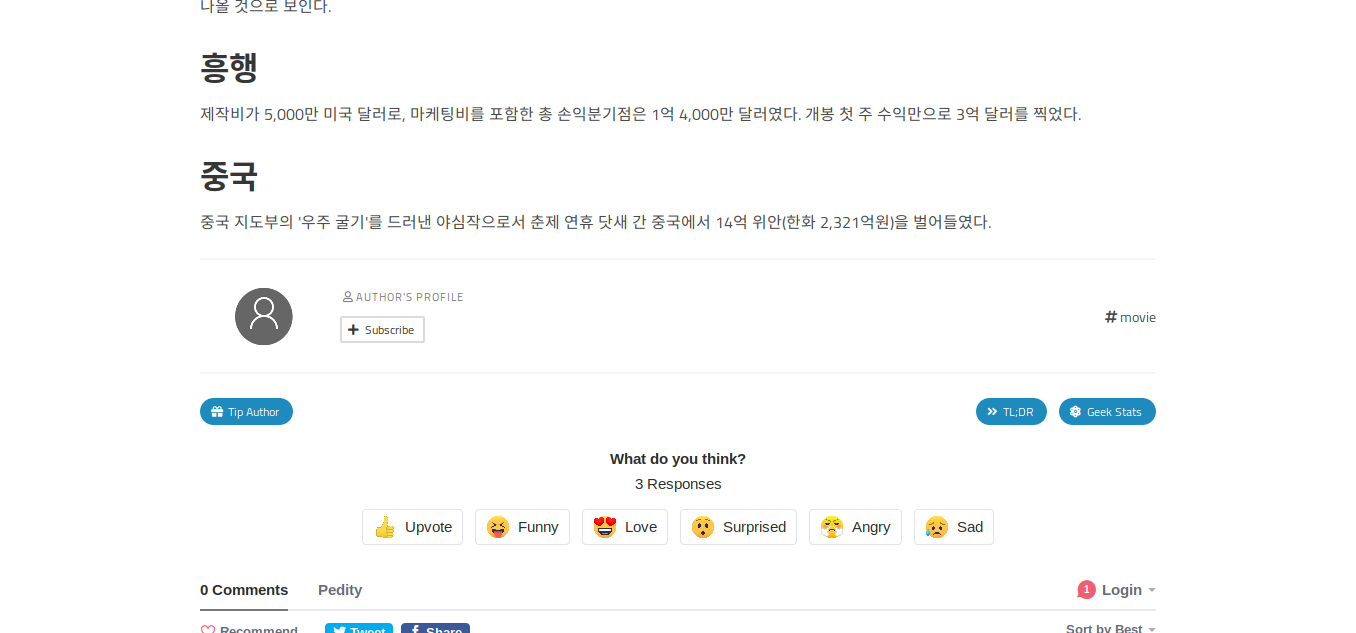 나올 것으로 보인다.
흥행
제작비가 5,000만 미국 달러로, 마케팅비를 포함한 총 손익분기점은 1억 4,000만 달러였다. 개봉 첫 주 수익만으로 3억 달러를 찍었다.
중국
중국 지도부의 '우주 굴기'를 드러낸 야심작으로서 춘제 연휴 닷새 간 중국에서 14억 위안(한화 2,321억원)을 벌어들였다.
AUTHOR'S PROFILE
Subscribe
# movie
Tip Author
TL;DR
Geek Stats
What do you think?
3 Responses
Upvote Funny Love Surprised Angry Sad
0 Comments Pedity 1 Login
Recommend Tweet Share Sort by Best